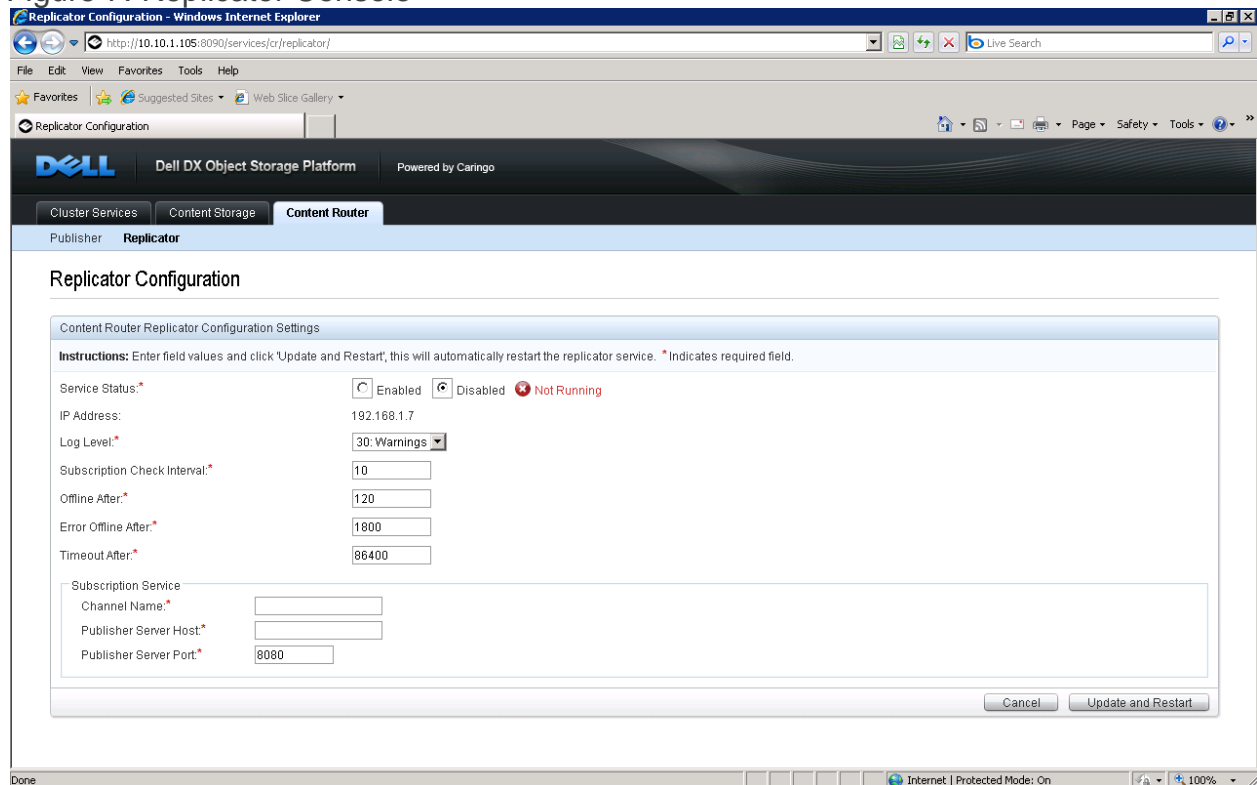 Replicator Configuration - Windows Internet Explorer
http://10.10.1.105:8090/services/cr/replicator/
Live Search
File Edit View Favorites Tools Help
Favorites Suggested Sites Web Slice Gallery
Replicator Configuration
Page Safety Tools
DELL Dell DX Object Storage Platform Powered by Caringo
Cluster Services Content Storage Content Router
Publisher Replicator
Replicator Configuration
Content Router Replicator Configuration Settings
Instructions: Enter field values and click 'Update and Restart', this will automatically restart the replicator service. * Indicates required field.
Service Status:* Enabled Disabled Not Running
IP Address: 192.168.1.7
Log Level:* 30: Warnings
Subscription Check Interval:* 10
Offline After:* 120
Error Offline After:* 1800
Timeout After:* 86400
Subscription Service
Channel Name:*
Publisher Server Host:*
Publisher Server Port:* 8080
Cancel Update and Restart
Done Internet | Protected Mode: On 100%